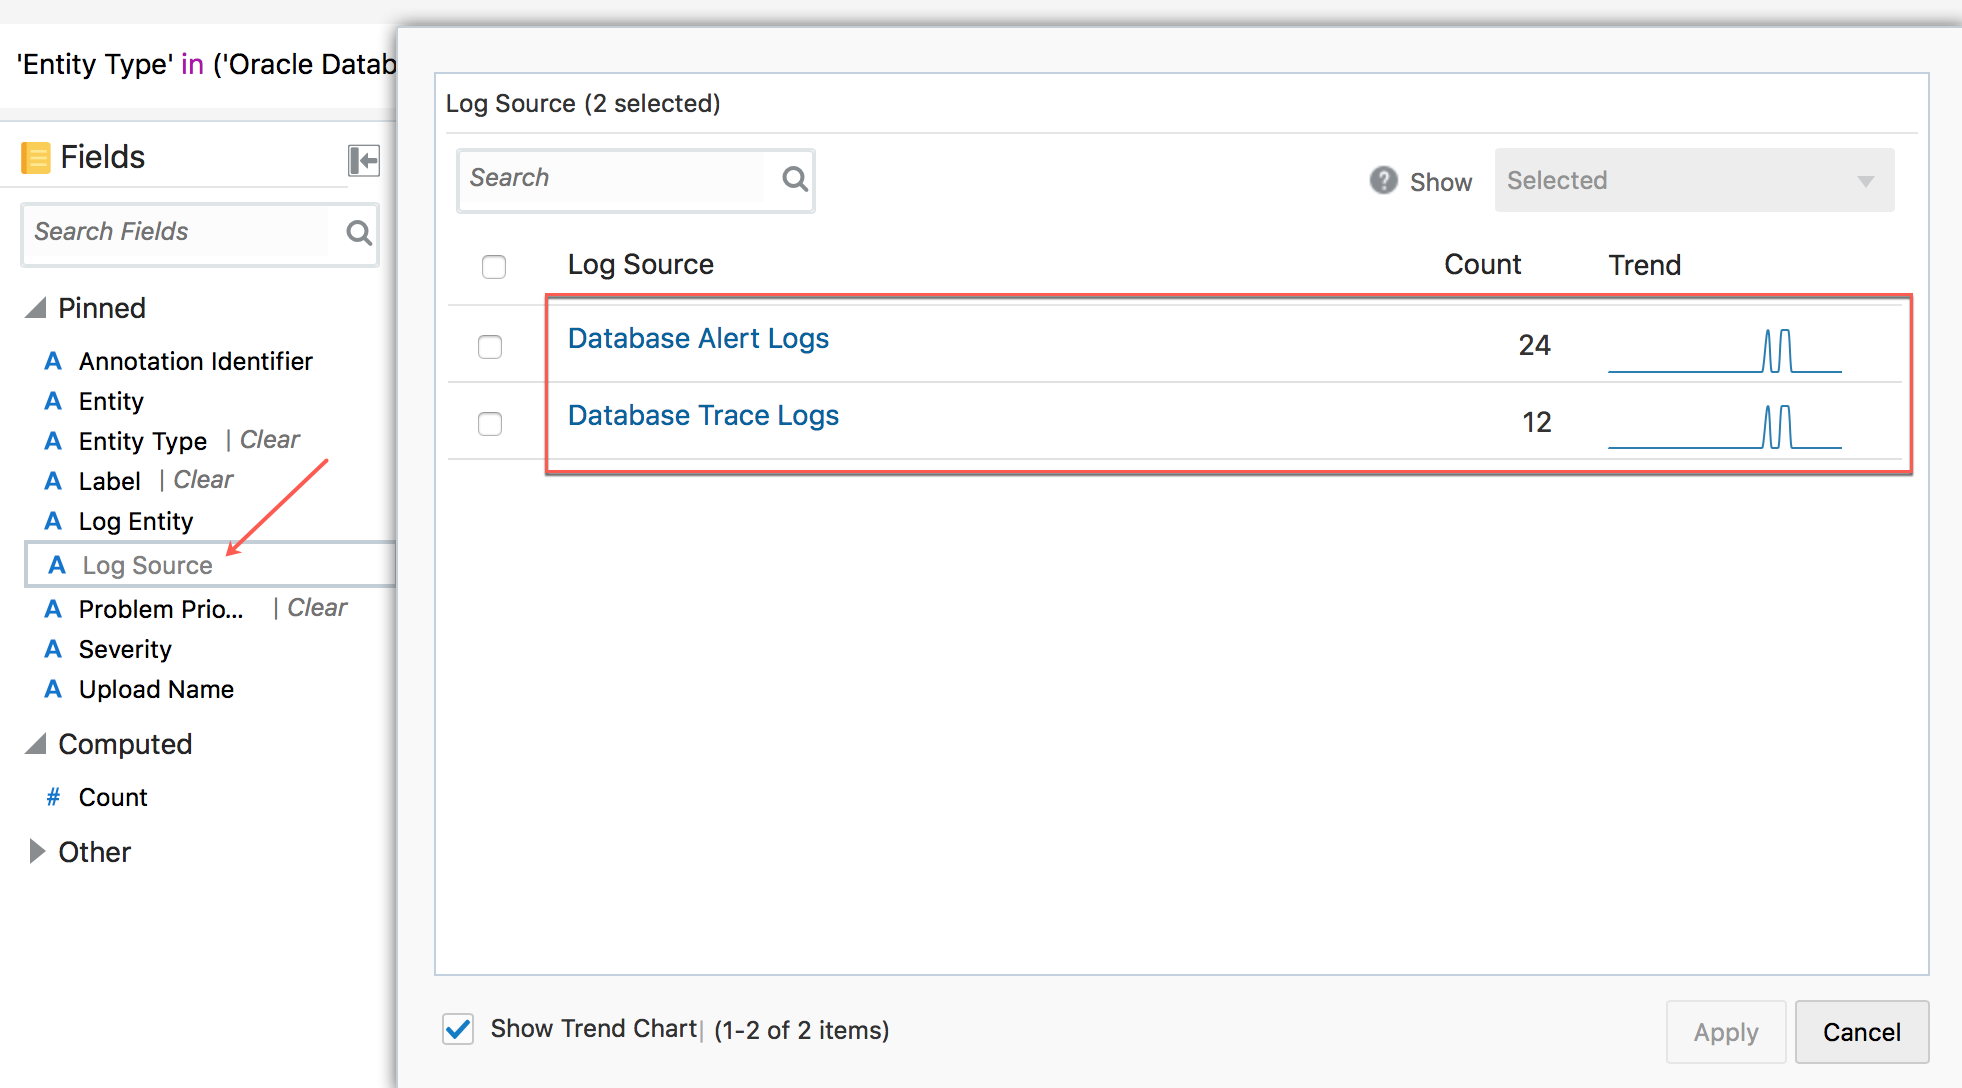 'Entity Type' in ('Oracle Datab
Fields
Search Fields
Pinned
A Annotation Identifier
A Entity
A Entity Type | Clear
A Label | Clear
A Log Entity
A Log Source
A Problem Prio... | Clear
A Severity
A Upload Name
Computed
# Count
Other
Log Source (2 selected)
Search
? Show Selected
Log Source Count Trend
Database Alert Logs 24
Database Trace Logs 12
Show Trend Chart| (1-2 of 2 items)
Apply Cancel